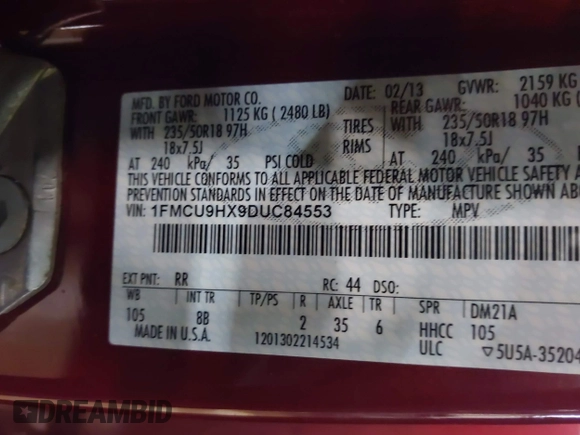 MFD. BY FORD MOTOR CO.
DATE: 02/13 GVWR: 2159 KG
FRONT GAWR: 1125 KG ( 2480 LB) REAR GAWR: 1040 KG (
WITH 235/50R18 97H TIRES WITH 235/50R18 97H
18x7.5J RIMS 18x7.5J
AT 240 kPa/ 35 PSI COLD AT 240 kPa/ 35
THIS VEHICLE CONFORMS TO ALL APPLICABLE FEDERAL MOTOR VEHICLE SAFETY A
PREVENTION STANDARDS IN EFFECT ON THE DATE OF MANUFACTURE SHOWN AB
VIN: 1FMCU9HX9DUC84553 TYPE: MPV
EXT PNT: RR RC: 44 DSO:
WB INT TR TP/PS R AXLE TR SPR DM21A
105 8B 2 35 6 HHCC 105
MADE IN U.S.A. 1201302214534 ULC ▽5U5A-35204
DREAMBID